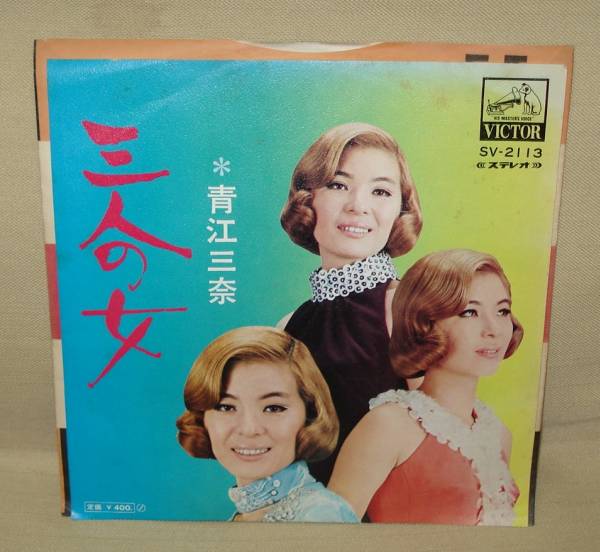 三人の女
*青江三奈
"HIS MASTER'S VOICE"
VICTOR
SV-2113
ステレオ
定価 ¥400.